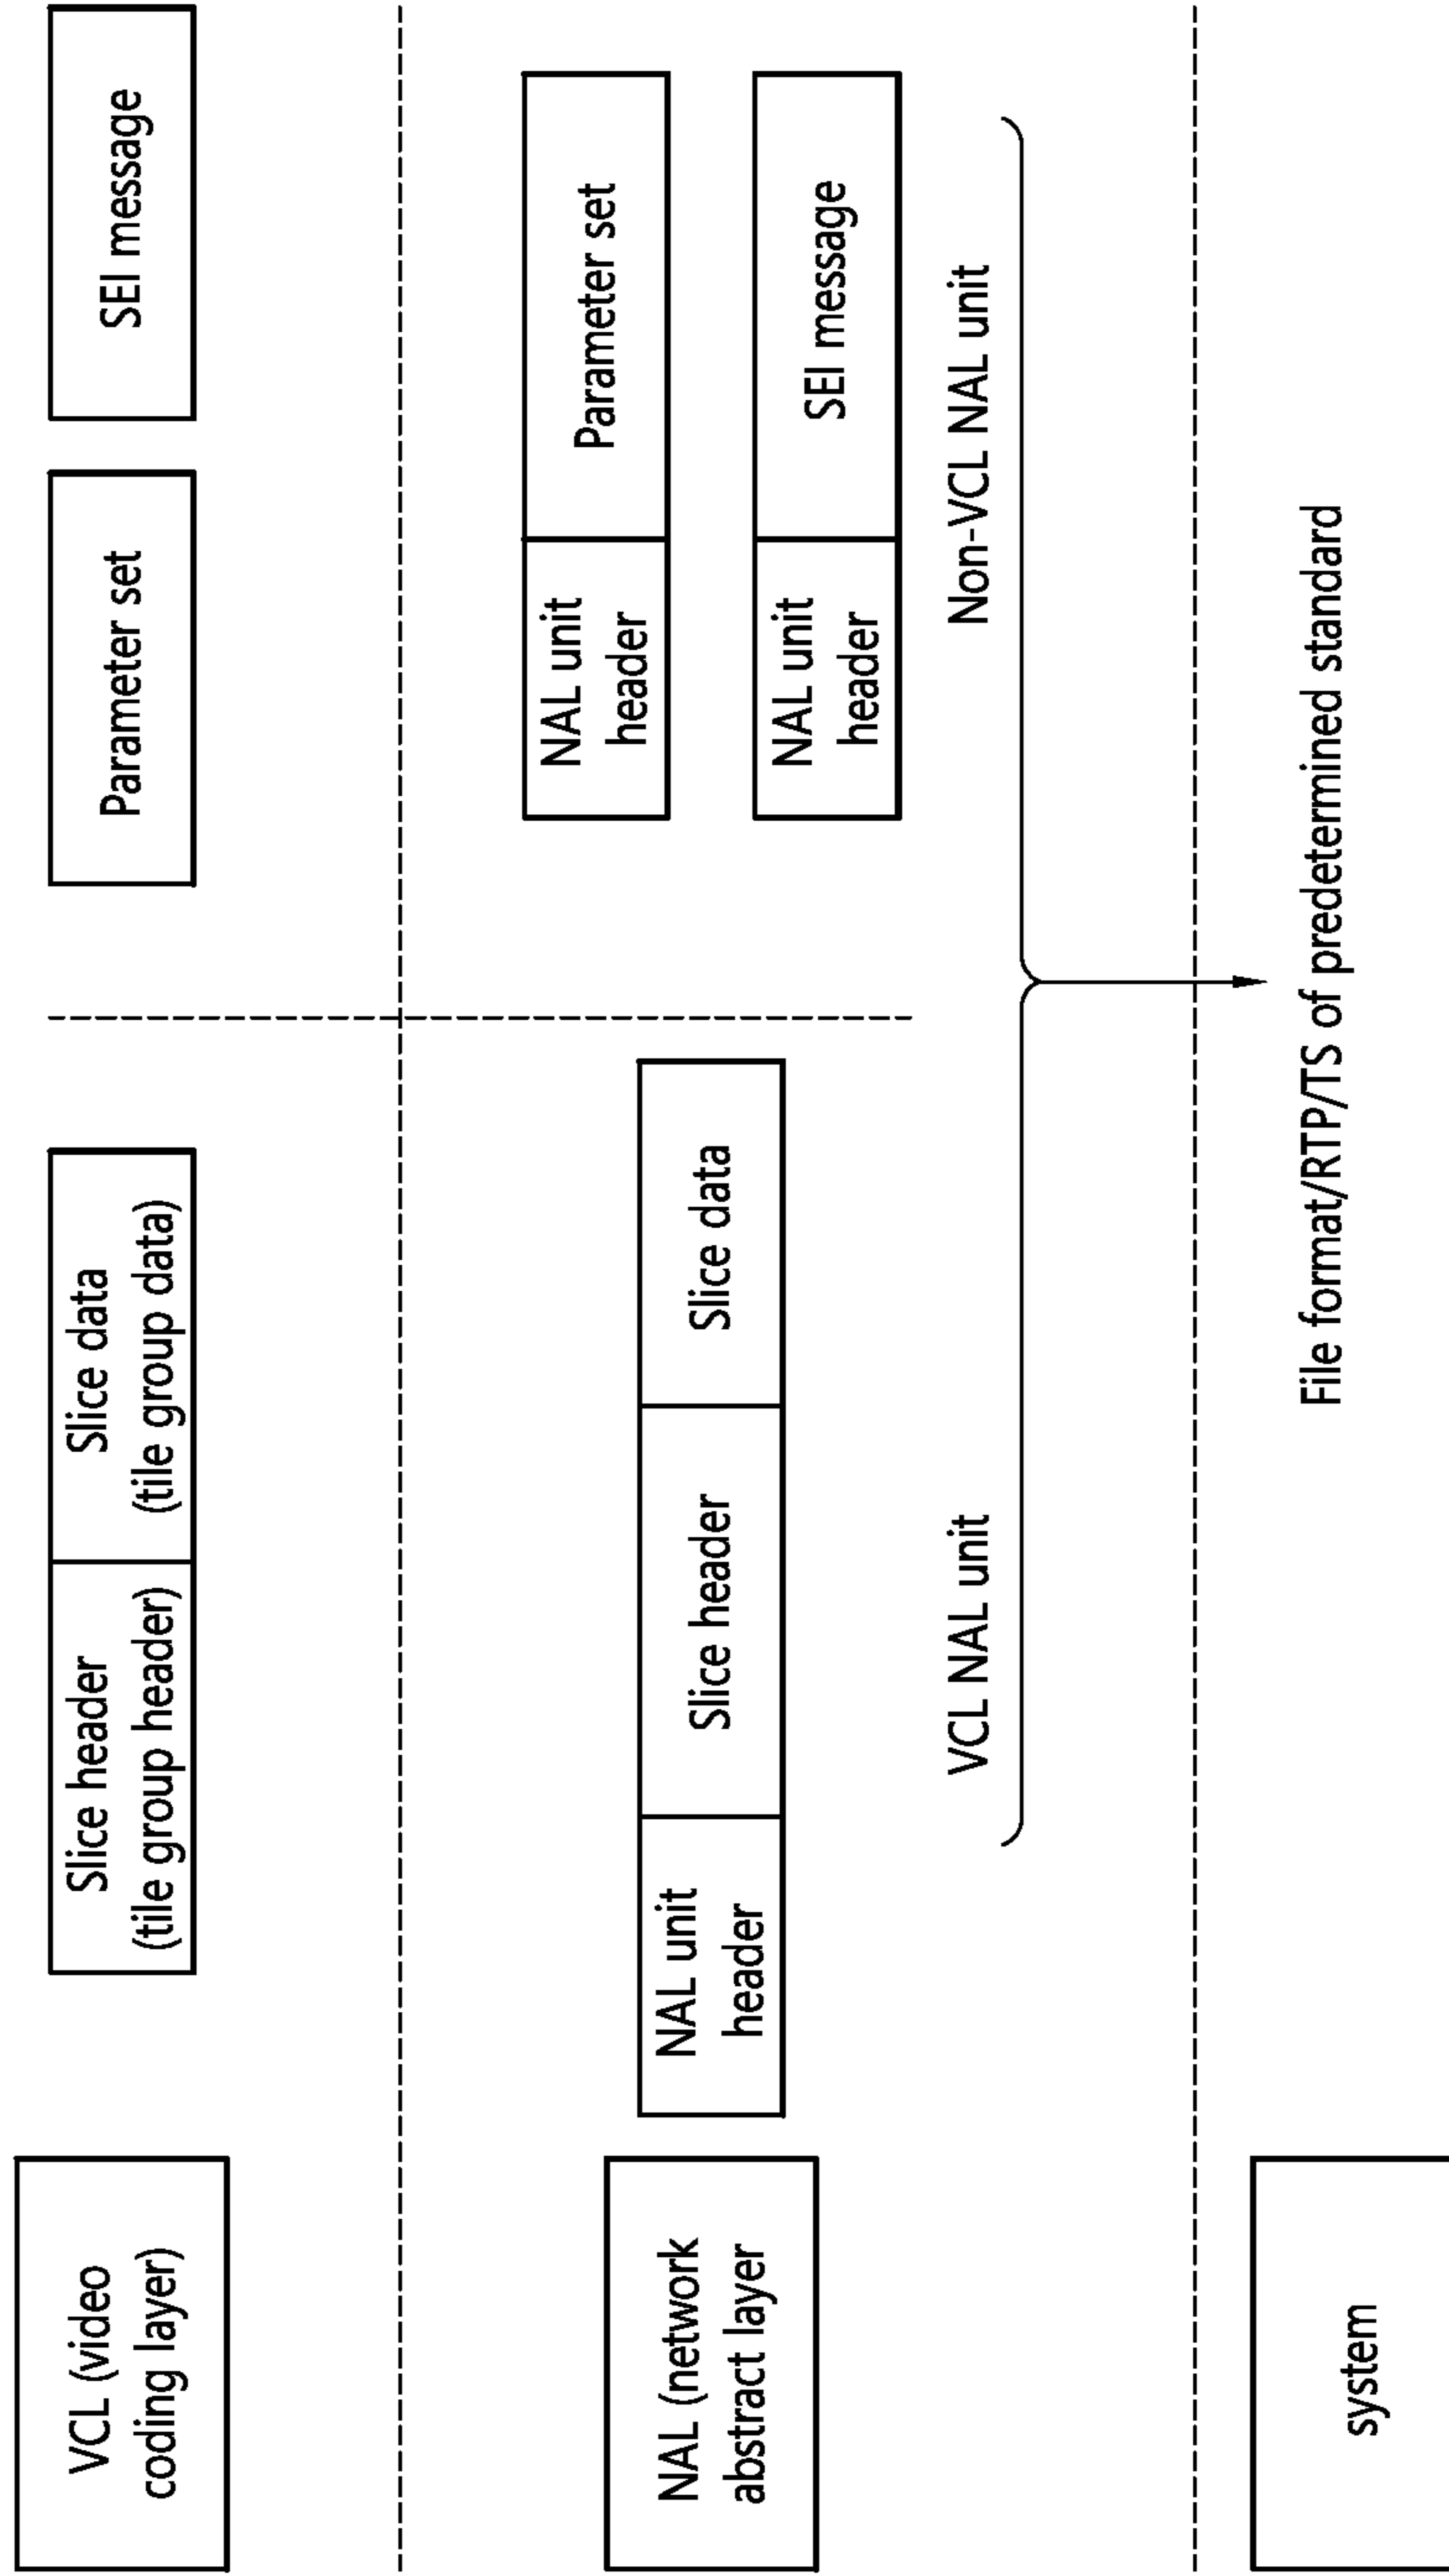 VCL (video
coding layer)
Slice header
(tile group header)
Slice data
(tile group data)
Parameter set
SEI message
NAL (network
abstract layer
NAL unit
header
Slice header
Slice data
NAL unit
header
Parameter set
NAL unit
header
SEI message
VCL NAL unit
Non-VCL NAL unit
system
File format/RTP/TS of predetermined standard